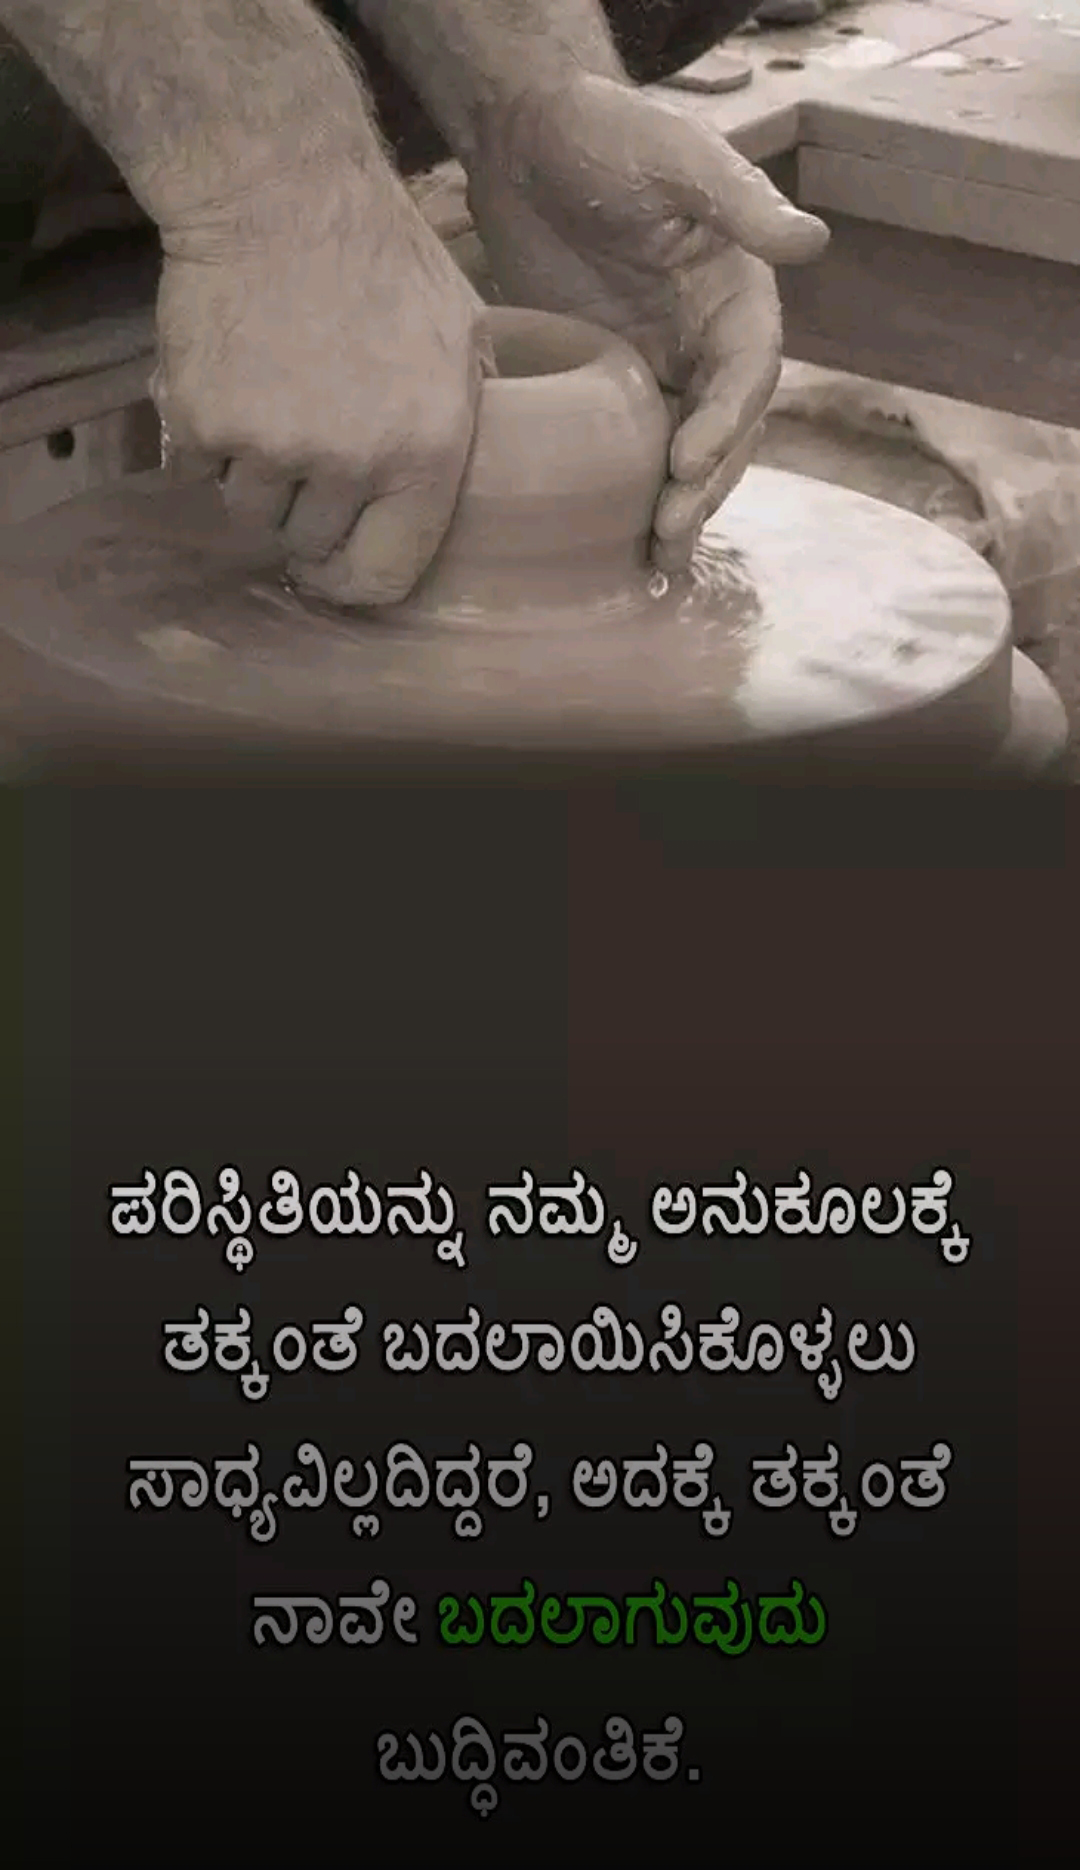 ಪರಿಸ್ಥಿತಿಯನ್ನು ನಮ್ಮ ಅನುಕೂಲಕ್ಕೆ
ತಕ್ಕಂತೆ ಬದಲಾಯಿಸಿಕೊಳ್ಳಲು
ಸಾಧ್ಯವಿಲ್ಲದಿದ್ದರೆ, ಅದಕ್ಕೆ ತಕ್ಕಂತೆ
ನಾವೇ ಬದಲಾಗುವುದು
ಬುದ್ಧಿವಂತಿಕೆ.